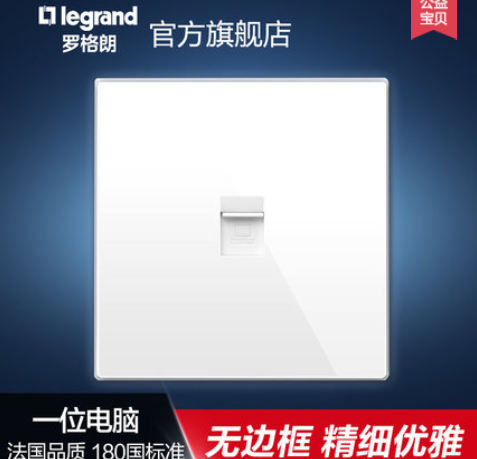 legrand
罗格朗
官方旗舰店
公益
宝贝
一位电脑
法国品质 180国标准
无边框 精细优雅